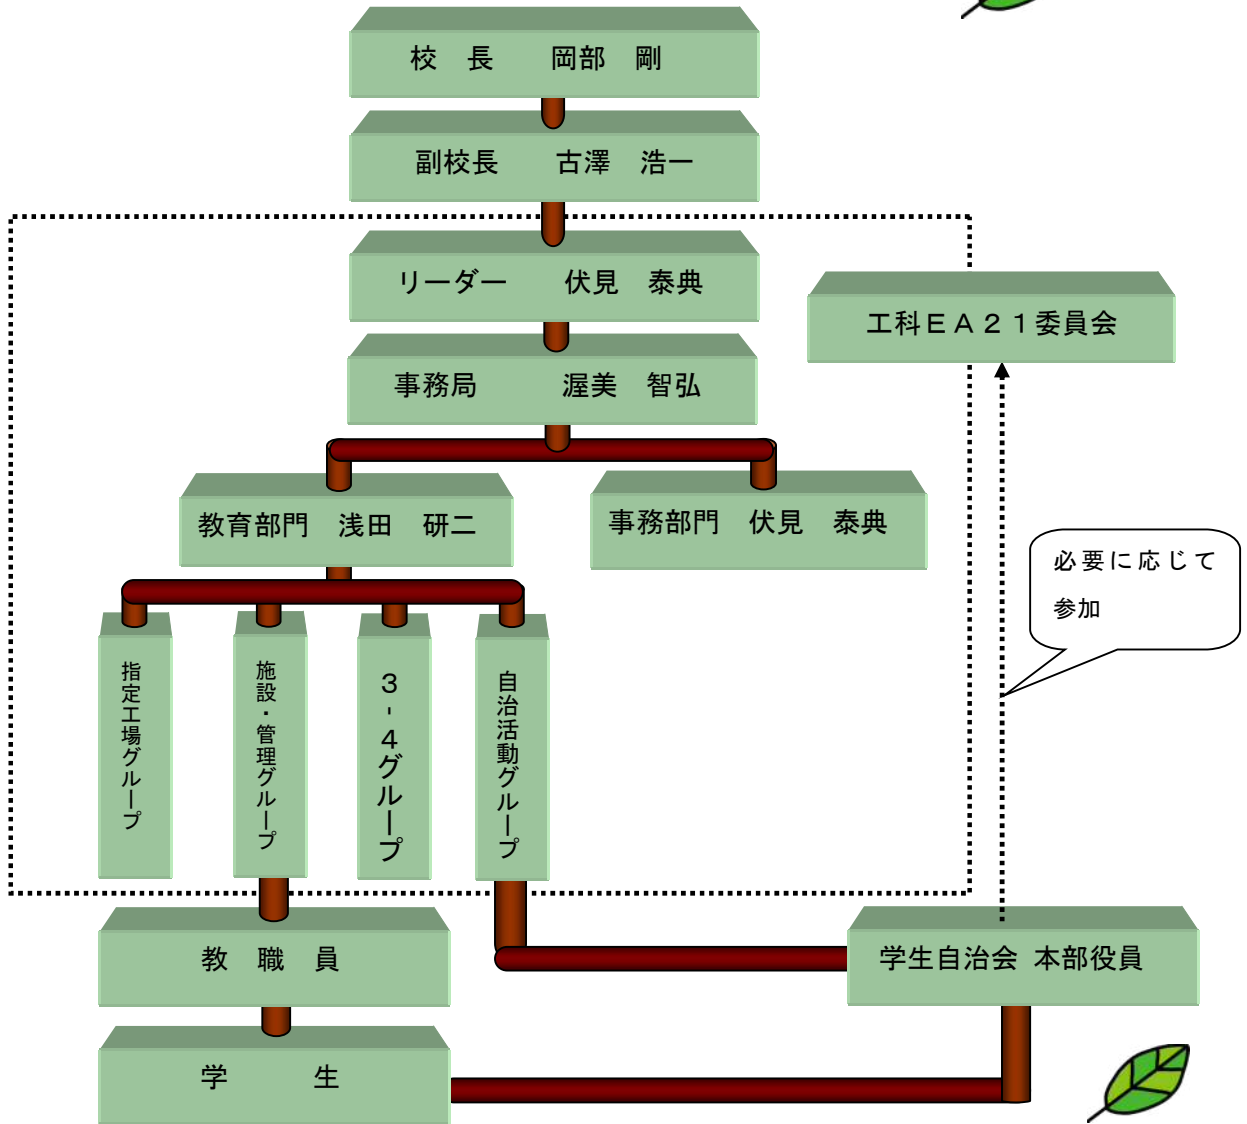 校　長　　岡部　剛
副校長　　古澤　浩一
リーダー　　伏見　泰典
工科ＥＡ２１委員会
事務局　　　渥美　智弘
教育部門　浅田　研二
事務部門　伏見　泰典
必要に応じて
参加
指定工場グループ
施設・管理グループ
３-４グループ
自治活動グループ
教　職　員
学生自治会 本部役員
学　　　生